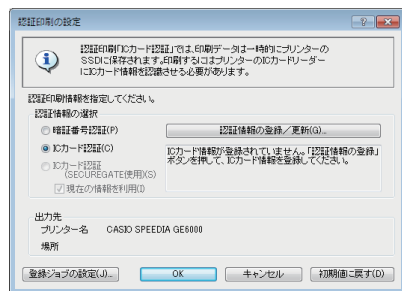 認証印刷の設定
認証印刷「ICカード認証」では、印刷データは一時的にプリンターの
SSDに保存されます。印刷するにはプリンターのICカードリーダー
にICカード情報を認識させる必要があります。
認証印刷情報を指定してください。
認証情報の選択
暗証番号認証(P)
認証情報の登録／更新(G)...
ICカード認証(C)
ICカード情報が登録されていません。「認証情報の登録」
ボタンを押して、ICカード情報を登録してください。
ICカード認証
(SECUREGATE使用)(S)
現在の情報を利用(I)
出力先
プリンター名 CASIO SPEEDIA GE6000
場所
登録ジョブの設定(J)...
OK
キャンセル
初期値に戻す(D)